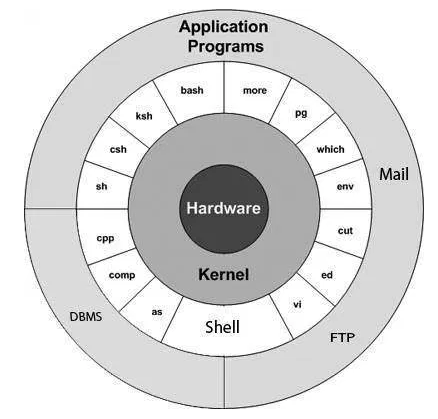 Application
Programs
bash
more
ksh
pg
csh
which
sh
env
Mail
Hardware
cpp
cut
comp
Kernel
ed
as
Shell
vi
DBMS
FTP